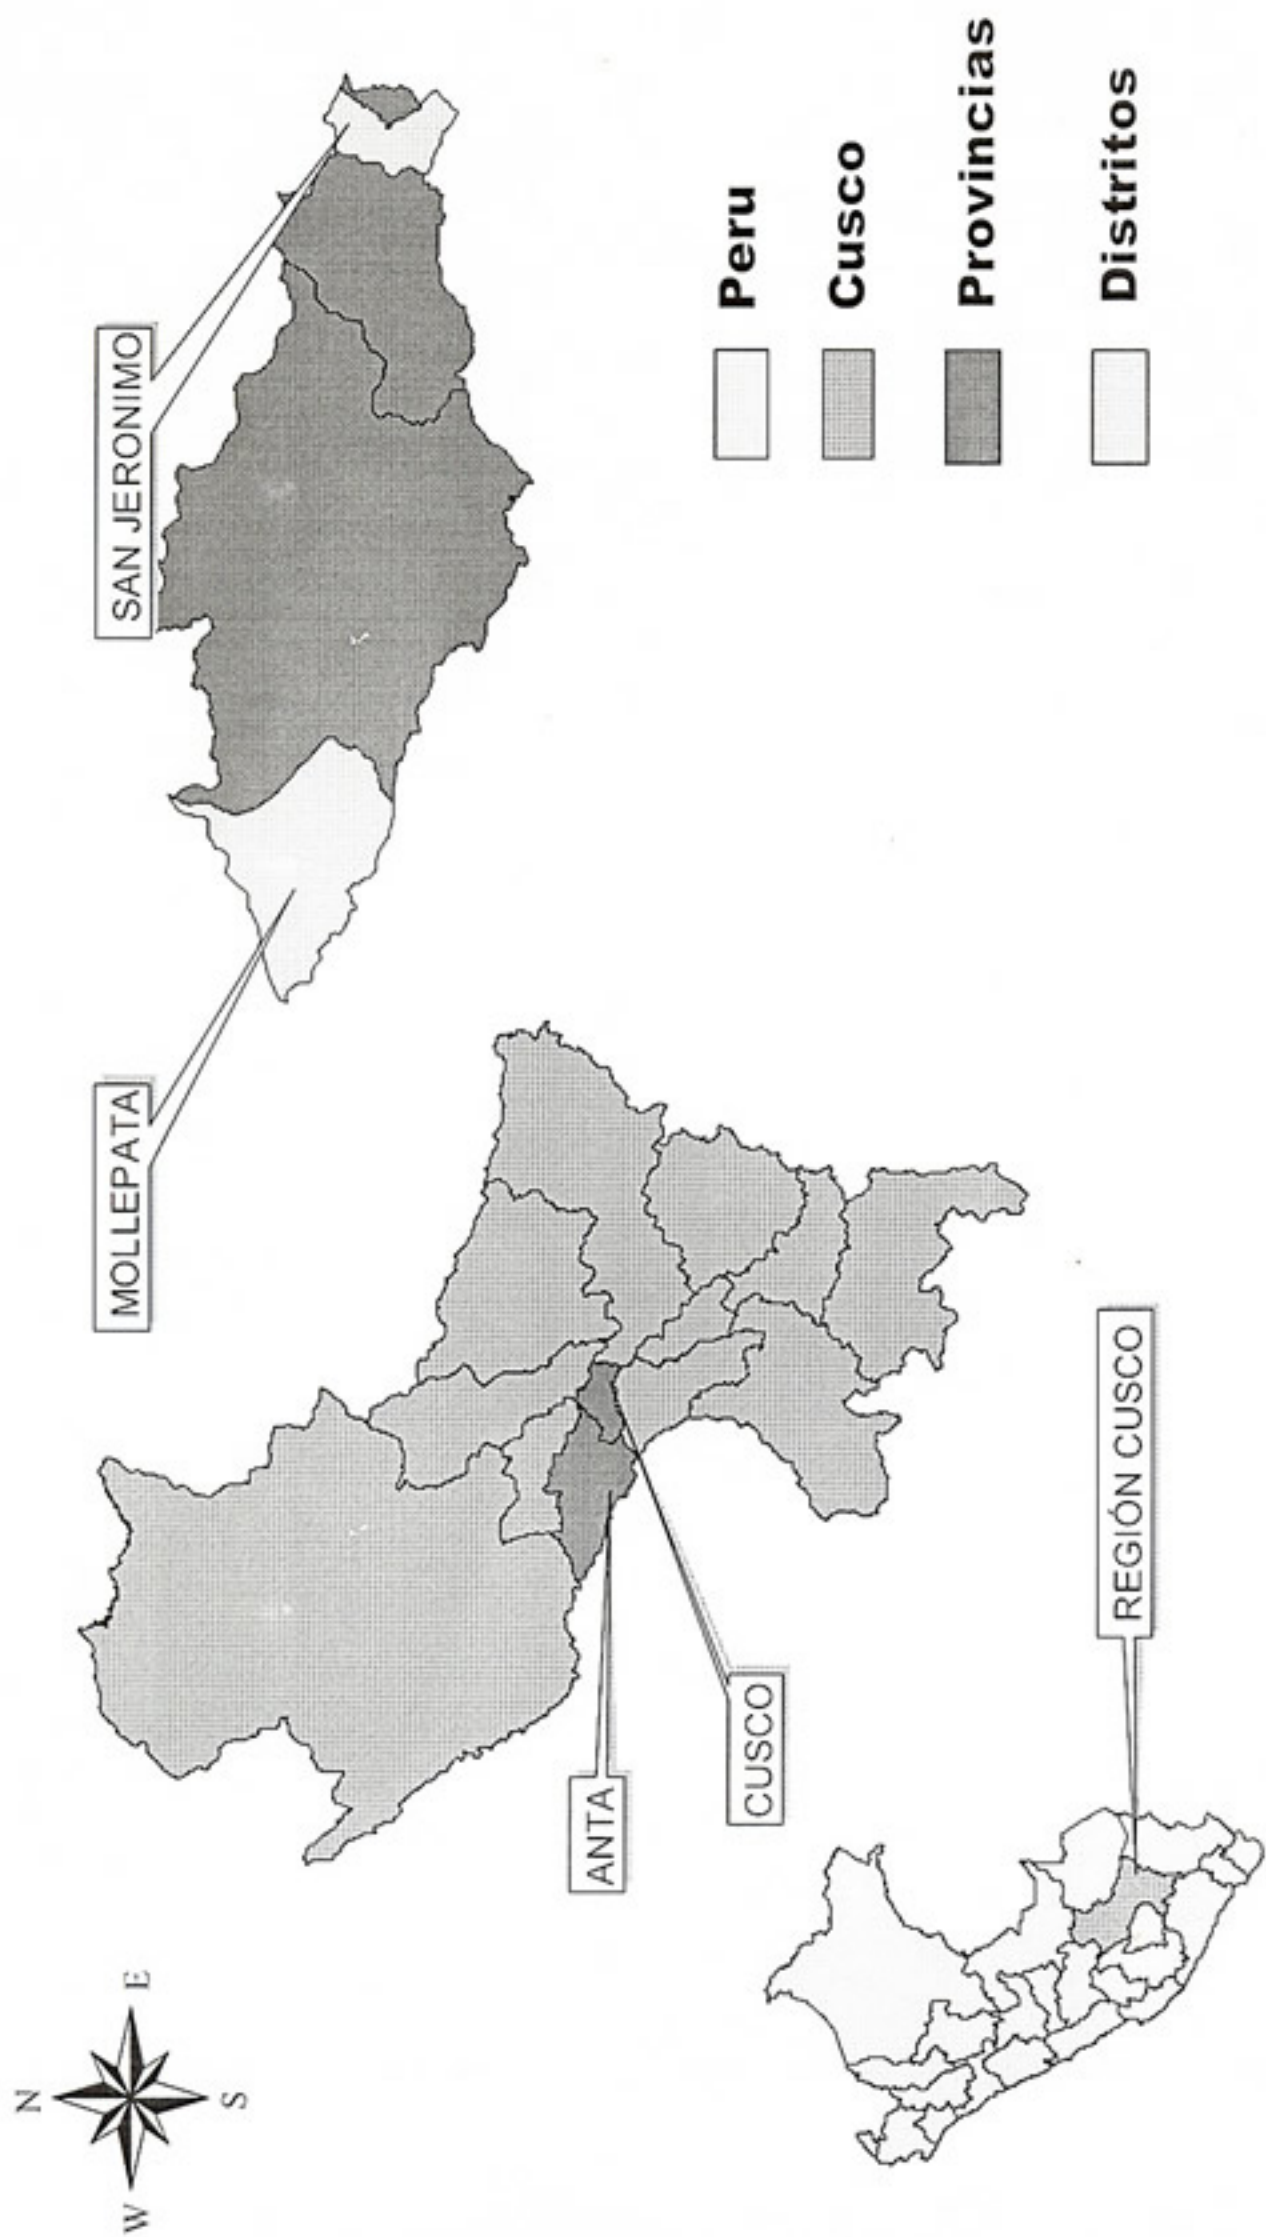 N
W
E
S
MOLLEPATA
SAN JERONIMO
ANTA
CUSCO
REGIÓN CUSCO
Peru
Cusco
Provincias
Distritos